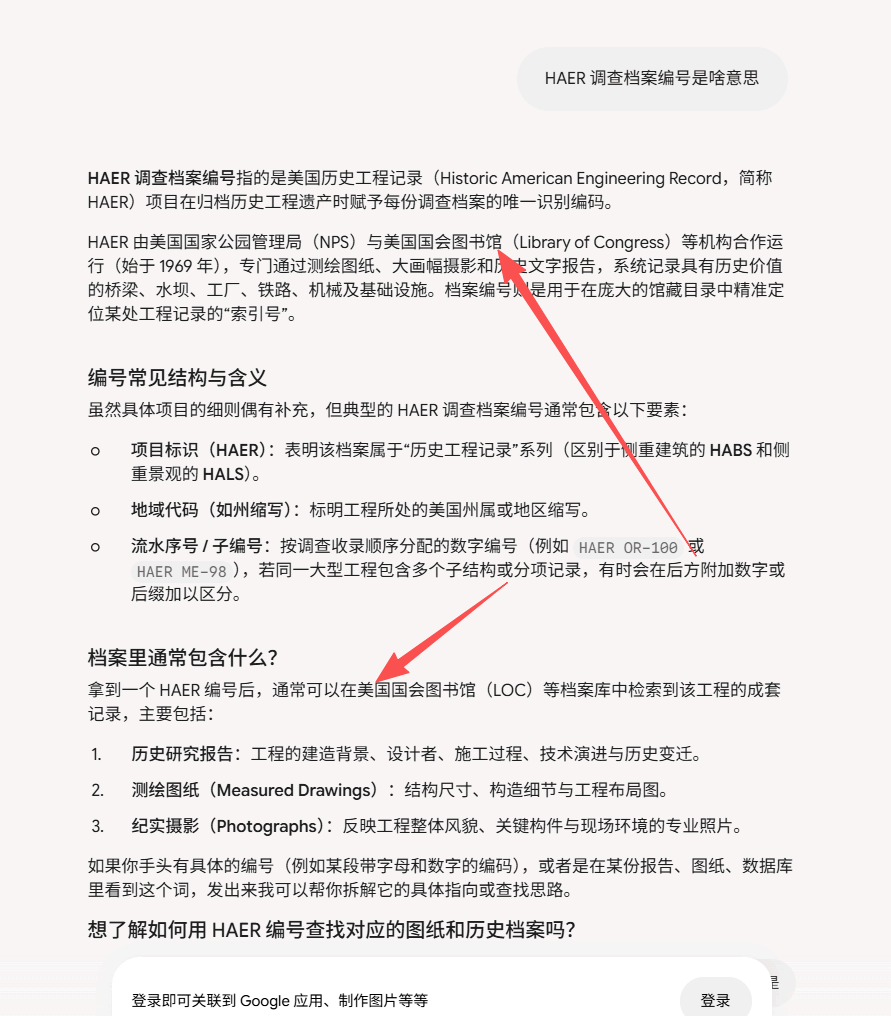 HAER 调查档案编号是啥意思
HAER 调查档案编号指的是美国历史工程记录（Historic American Engineering Record，简称
HAER）项目在归档历史工程遗产时赋予每份调查档案的唯一识别编码。
HAER 由美国国家公园管理局（NPS）与美国国会图书馆（Library of Congress）等机构合作运
行（始于 1969 年），专门通过测绘图纸、大画幅摄影和历史文字报告，系统记录具有历史价值
的桥梁、水坝、工厂、铁路、机械及基础设施。档案编号则是用于在庞大的馆藏目录中精准定
位某处工程记录的“索引号”。
编号常见结构与含义
虽然具体项目的细则偶有补充，但典型的 HAER 调查档案编号通常包含以下要素：
项目标识（HAER）：表明该档案属于“历史工程记录”系列（区别于侧重建筑的 HABS 和侧
重景观的 HALS）。
地域代码（如州缩写）：标明工程所处的美国州属或地区缩写。
流水序号 / 子编号：按调查收录顺序分配的数字编号（例如 HAER OR-100 或
HAER ME-98 ），若同一大型工程包含多个子结构或分项记录，有时会在后方附加数字或
后缀加以区分。
档案里通常包含什么？
拿到一个 HAER 编号后，通常可以在美国国会图书馆（LOC）等档案库中检索到该工程的成套
记录，主要包括：
1. 历史研究报告：工程的建造背景、设计者、施工过程、技术演进与历史变迁。
2. 测绘图纸（Measured Drawings）：结构尺寸、构造细节与工程布局图。
3. 纪实摄影（Photographs）：反映工程整体风貌、关键构件与现场环境的专业照片。
如果你手头有具体的编号（例如某段带字母和数字的编码），或者是在某份报告、图纸、数据库
里看到这个词，发出来我可以帮你拆解它的具体指向或查找思路。
想了解如何用 HAER 编号查找对应的图纸和历史档案吗？
是
登录即可关联到 Google 应用、制作图片等等
登录